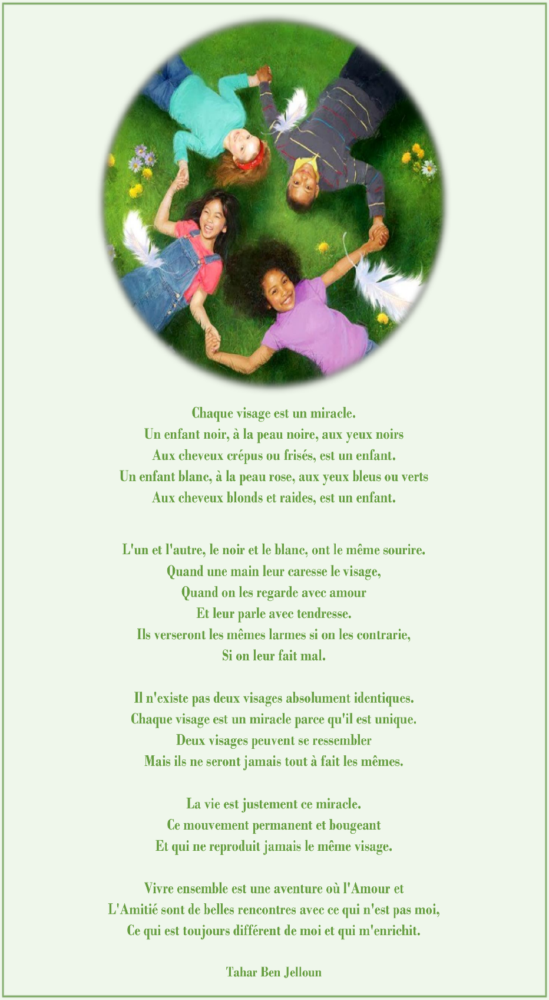 Chaque visage est un miracle.
Un enfant noir, à la peau noire, aux yeux noirs
Aux cheveux crépus ou frisés, est un enfant.
Un enfant blanc, à la peau rose, aux yeux bleus ou verts
Aux cheveux blonds et raides, est un enfant.
L'un et l'autre, le noir et le blanc, ont le même sourire.
Quand une main leur caresse le visage,
Quand on les regarde avec amour
Et leur parle avec tendresse.
Ils verseront les mêmes larmes si on les contrarie,
Si on leur fait mal.
Il n'existe pas deux visages absolument identiques.
Chaque visage est un miracle parce qu'il est unique.
Deux visages peuvent se ressembler
Mais ils ne seront jamais tout à fait les mêmes.
La vie est justement ce miracle.
Ce mouvement permanent et bougeant
Et qui ne reproduit jamais le même visage.
Vivre ensemble est une aventure où l'Amour et
L'Amitié sont de belles rencontres avec ce qui n'est pas moi,
Ce qui est toujours différent de moi et qui m'enrichit.
Tahar Ben Jelloun